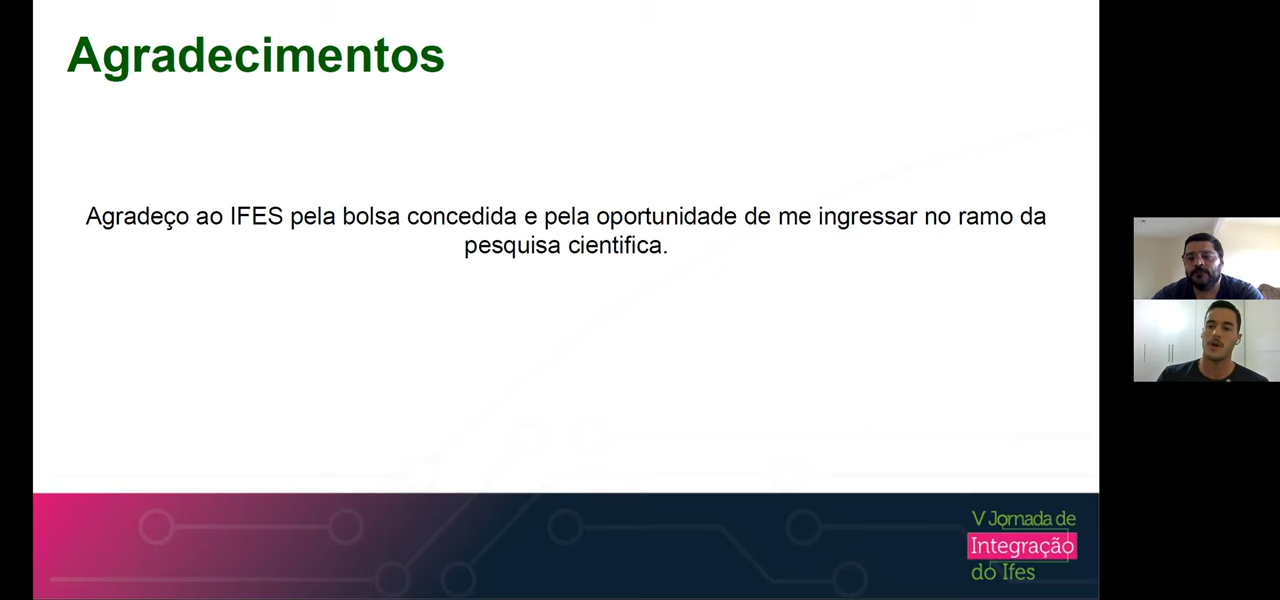 Agradecimentos
Agradeço ao IFES pela bolsa concedida e pela oportunidade de me ingressar no ramo da
pesquisa cientifica.
V Jornada de
Integração
do Ifes